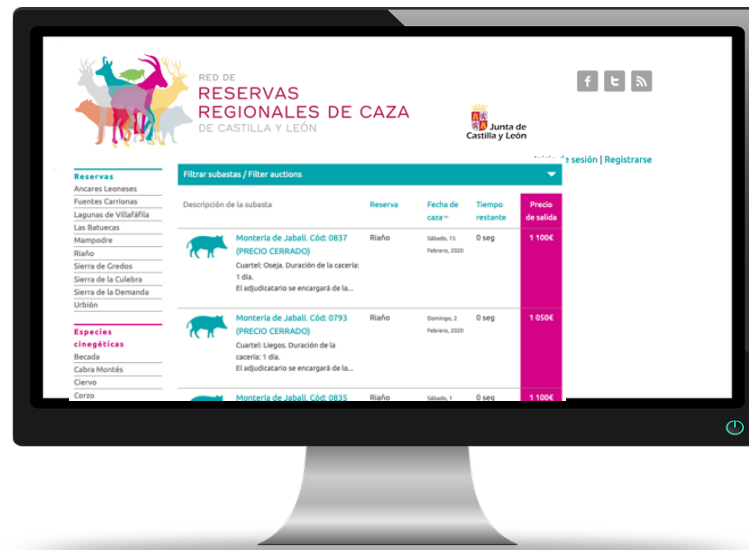 RED DE
RESERVAS
REGIONALES DE CAZA
DE CASTILLA Y LEÓN
f t
Junta de
Castilla y León
sesión | Registrarse
Reservas
Ancares Leoneses
Fuentes Carrionas
Lagunas de Villafáfila
Las Batuecas
Mampodre
Riaño
Sierra de Gredos
Sierra de la Culebra
Sierra de la Demanda
Urbión
Especies
cinegéticas
Becada
Cabra Montés
Ciervo
Corzo
Filtrar subastas / Filter auctions
Descripción de la subasta Reserva Fecha de caza Tiempo restante Precio de salida
Montería de Jabalí. Cód: 0837 Riaño Sábado, 15 0 seg 1 100€
(PRECIO CERRADO) Febrero, 2020
Cuartel: Oseja. Duración de la cacería:
1 día.
El adjudicatario se encargará de la...
Montería de Jabalí. Cód: 0793 Riaño Domingo, 2 0 seg 1 050€
(PRECIO CERRADO) Febrero, 2020
Cuartel: Liegos. Duración de la
cacería: 1 día.
El adjudicatario se encargará de la...
Montería de Jabalí. Cód: 0835 Riaño Sábado, 1 0 seg 1 100€